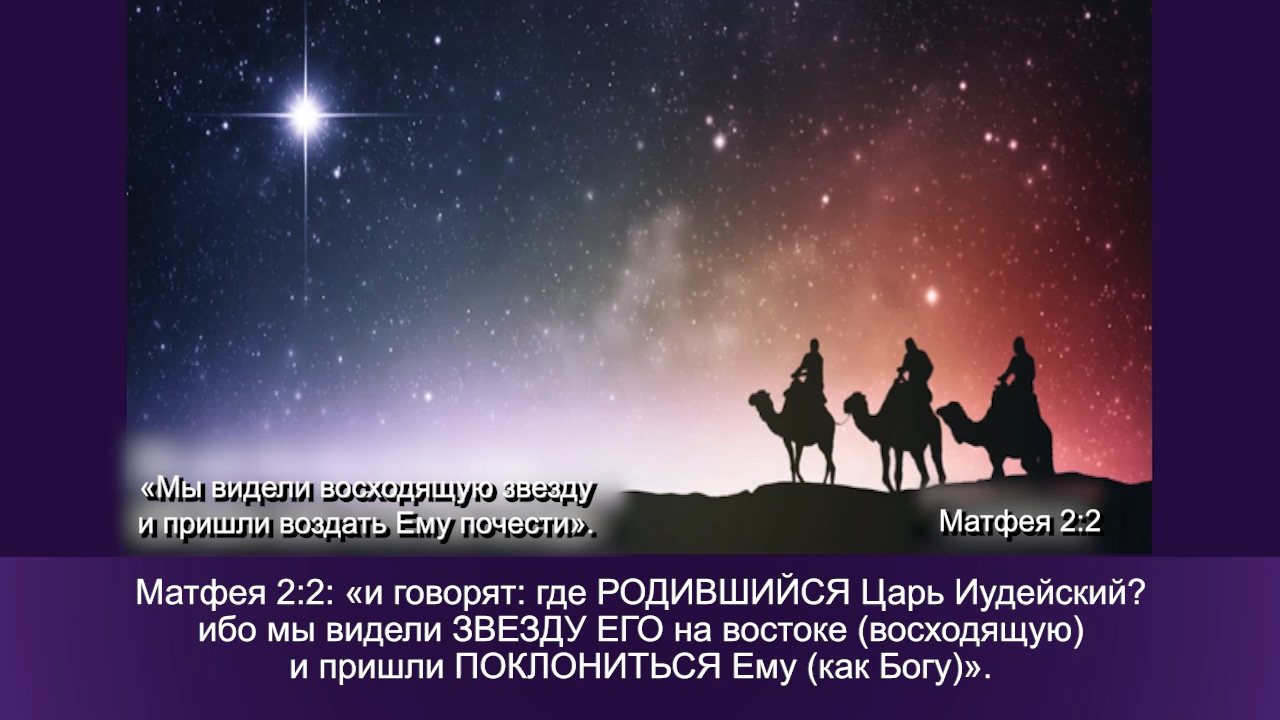 «Мы видели восходящую звезду
и пришли воздать Ему почести».
Матфея 2:2
Матфея 2:2: «и говорят: где РОДИВШИЙСЯ Царь Иудейский?
ибо мы видели ЗВЕЗДУ ЕГО на востоке (восходящую)
и пришли ПОКЛОНИТЬСЯ Ему (как Богу)».